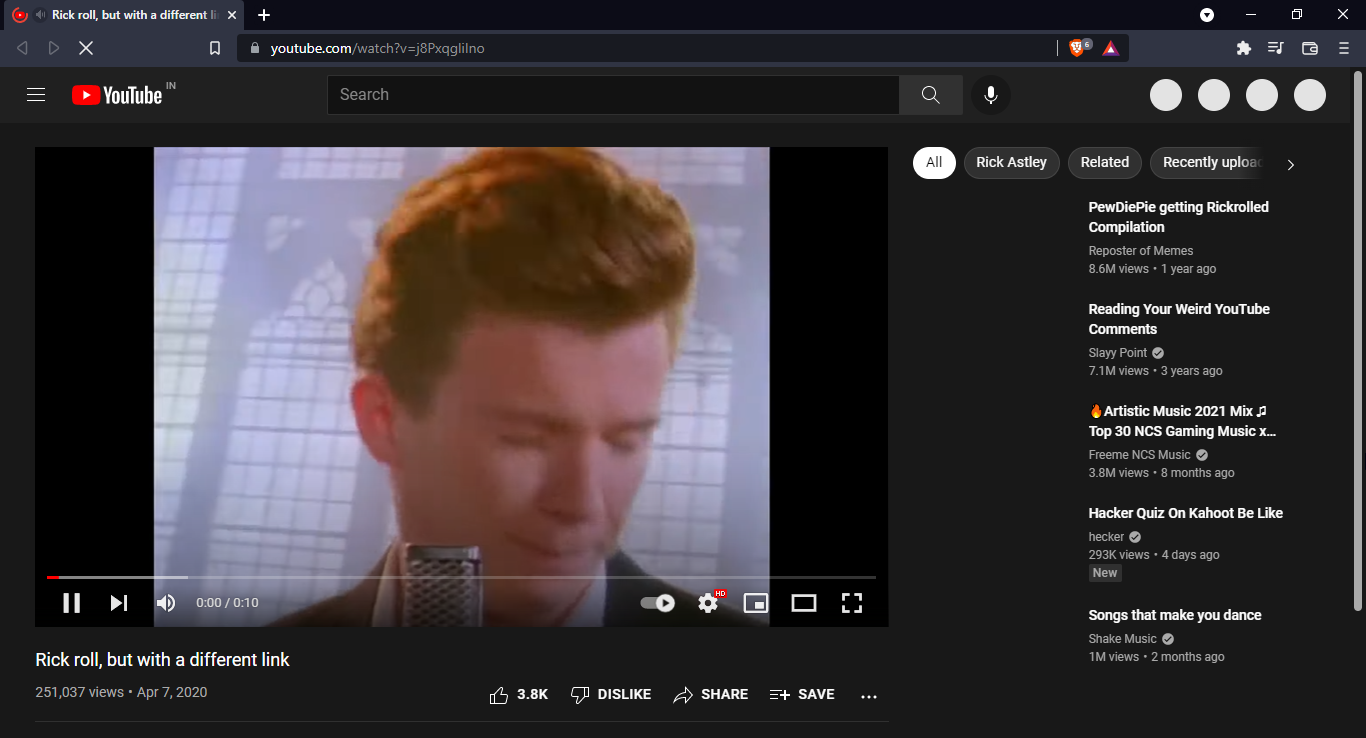 Rick roll, but with a different li
youtube.com/watch?v=j8PxqgliIno
6
YouTube IN
Search
All
Rick Astley
Related
Recently uploa
PewDiePie getting Rickrolled
Compilation
Reposter of Memes
8.6M views • 1 year ago
Reading Your Weird YouTube
Comments
Slayy Point
7.1M views • 3 years ago
🔥Artistic Music 2021 Mix ♫
Top 30 NCS Gaming Music x...
Freeme NCS Music
3.8M views • 8 months ago
Hacker Quiz On Kahoot Be Like
hecker
293K views • 4 days ago
New
Songs that make you dance
Shake Music
1M views • 2 months ago
0:00 / 0:10
HD
Rick roll, but with a different link
251,037 views • Apr 7, 2020
3.8K
DISLIKE
SHARE
SAVE